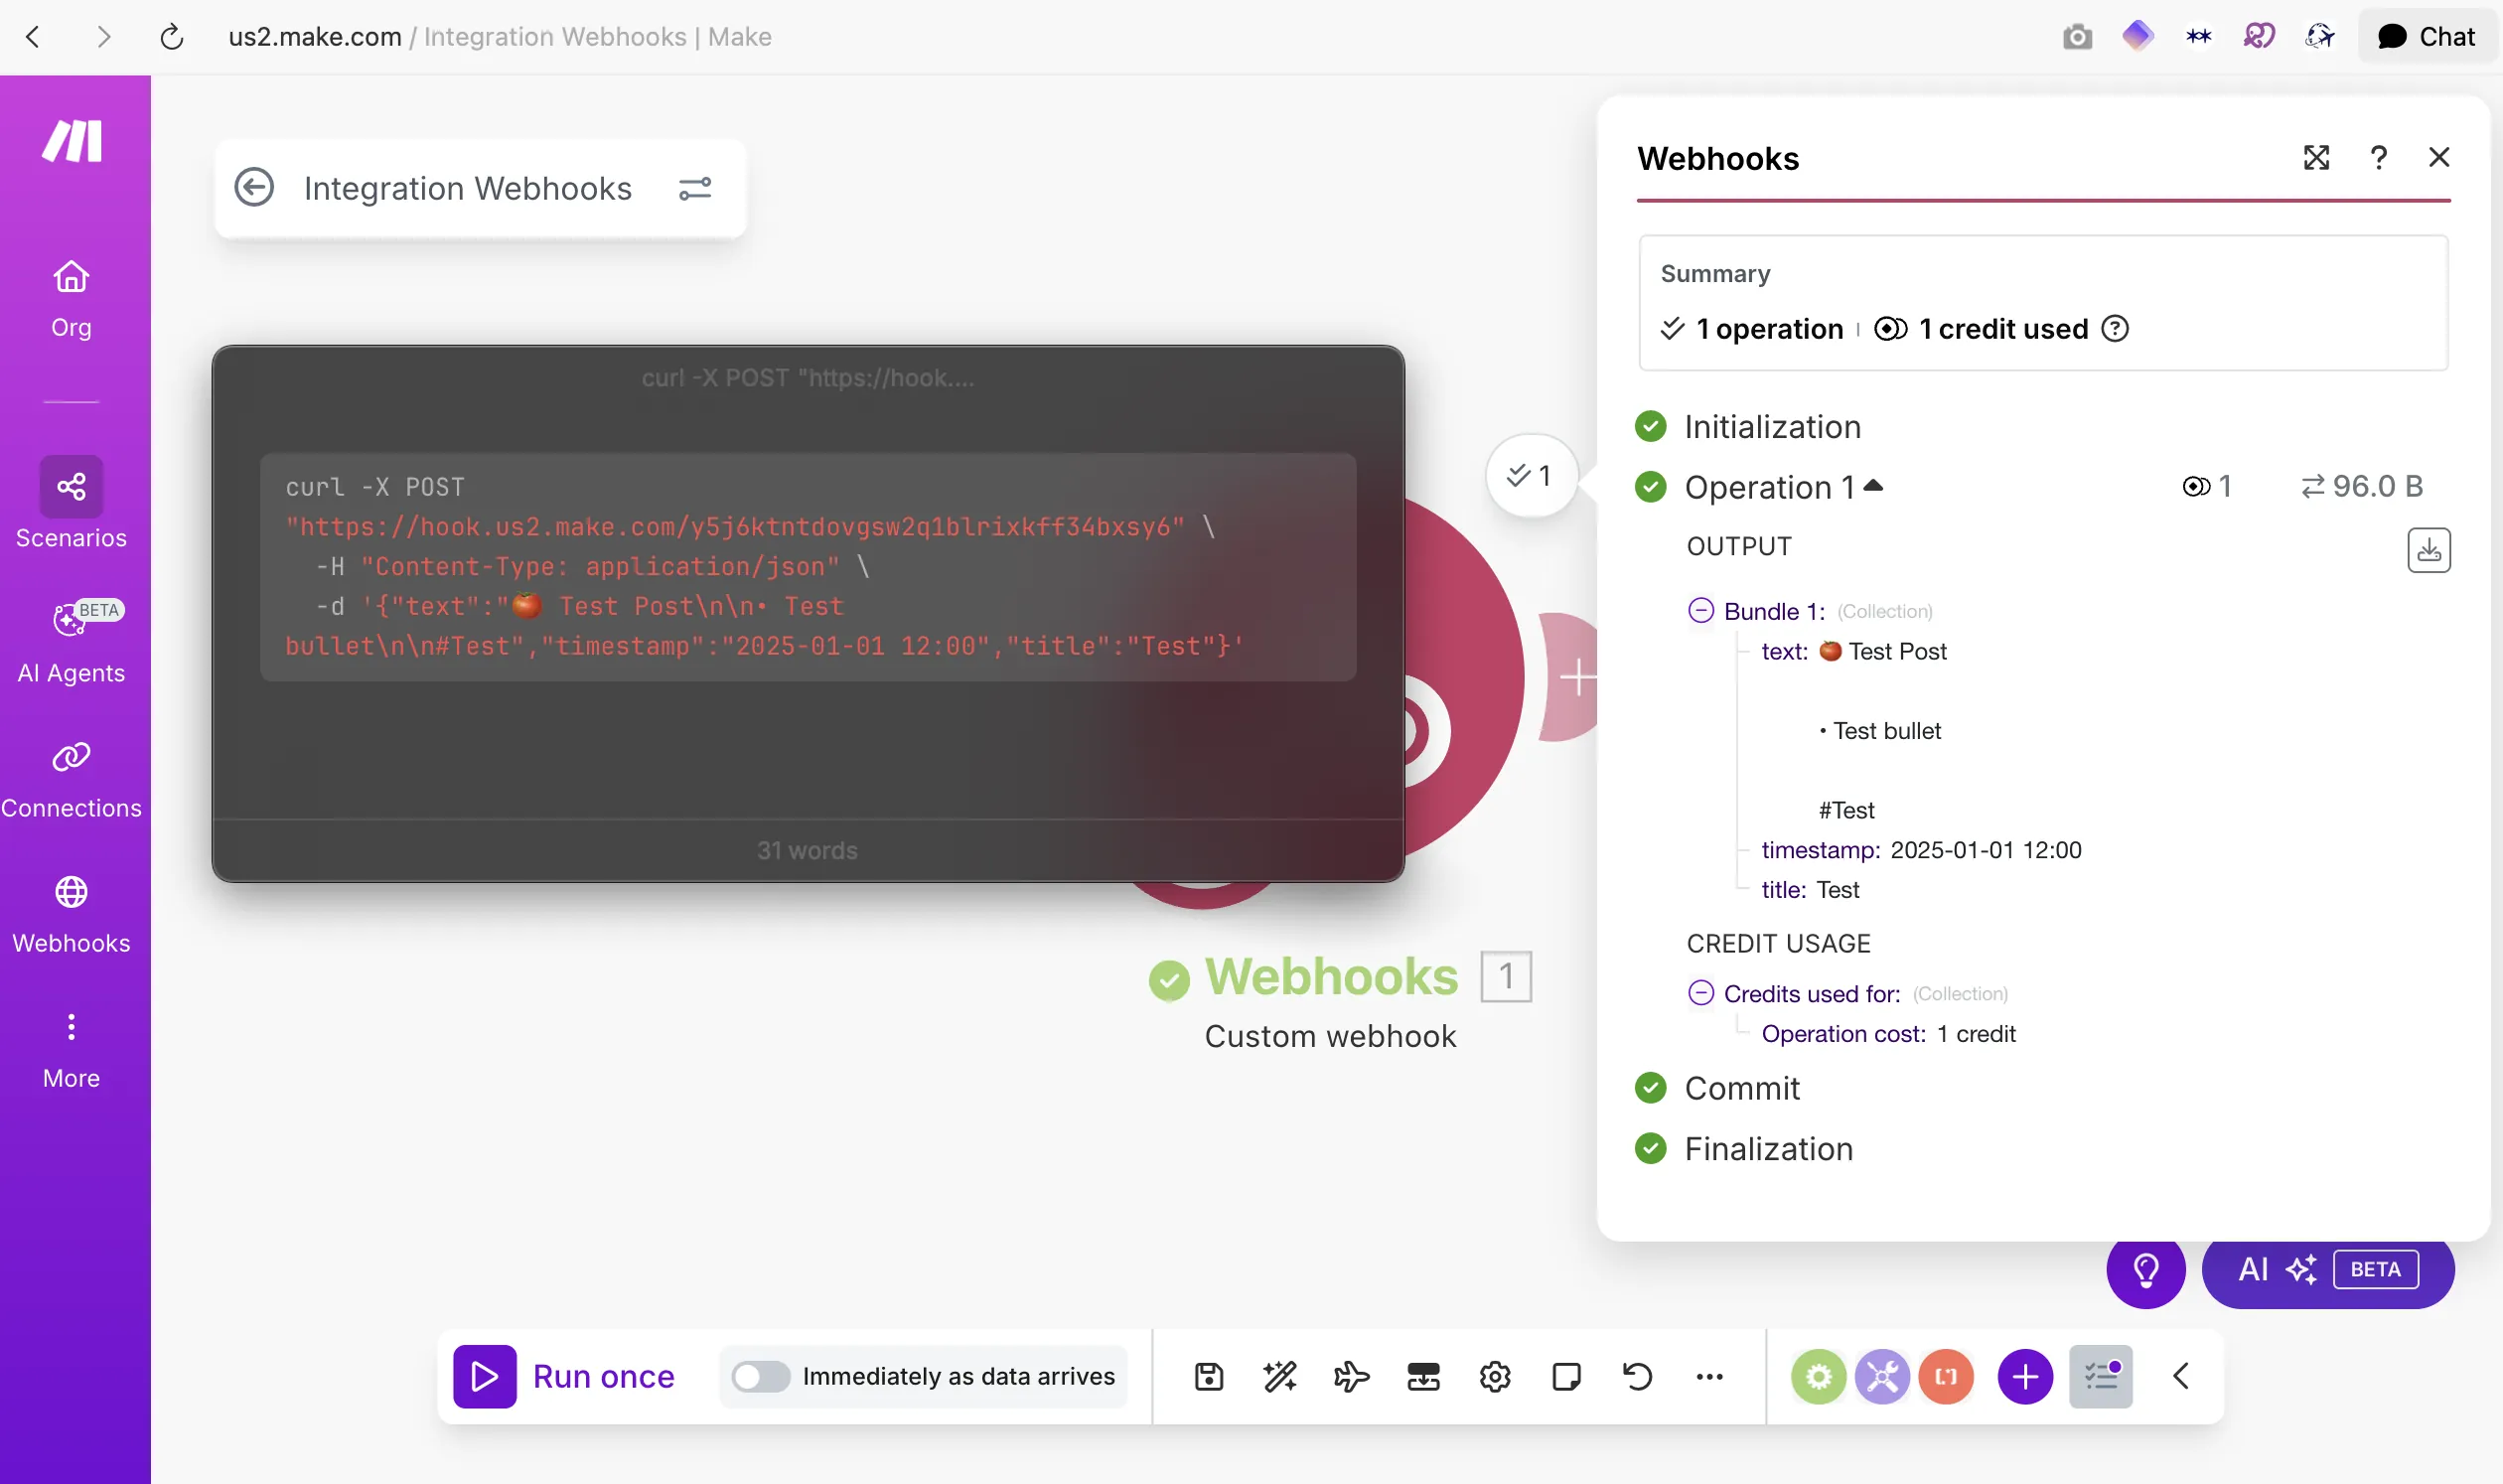 us2.make.com / Integration Webhooks | Make
Chat
Integration Webhooks
Org
Scenarios
BETA
AI Agents
Connections
Webhooks
More
curl -X POST "https://hook....
curl -X POST
"https://hook.us2.make.com/y5j6ktntdovgsw2q1blrixkff34bxsy6" \
-H "Content-Type: application/json" \
-d '{"text":"🍅 Test Post\n\n• Test
bullet\n\n#Test","timestamp":"2025-01-01 12:00","title":"Test"}'
31 words
1
Webhooks 1
Custom webhook
Webhooks
?
Summary
1 operation | 1 credit used ?
Initialization
Operation 1 1 96.0 B
OUTPUT
Bundle 1: (Collection)
text: 🍅 Test Post
• Test bullet
#Test
timestamp: 2025-01-01 12:00
title: Test
CREDIT USAGE
Credits used for: (Collection)
Operation cost: 1 credit
Commit
Finalization
AI BETA
Run once
Immediately as data arrives